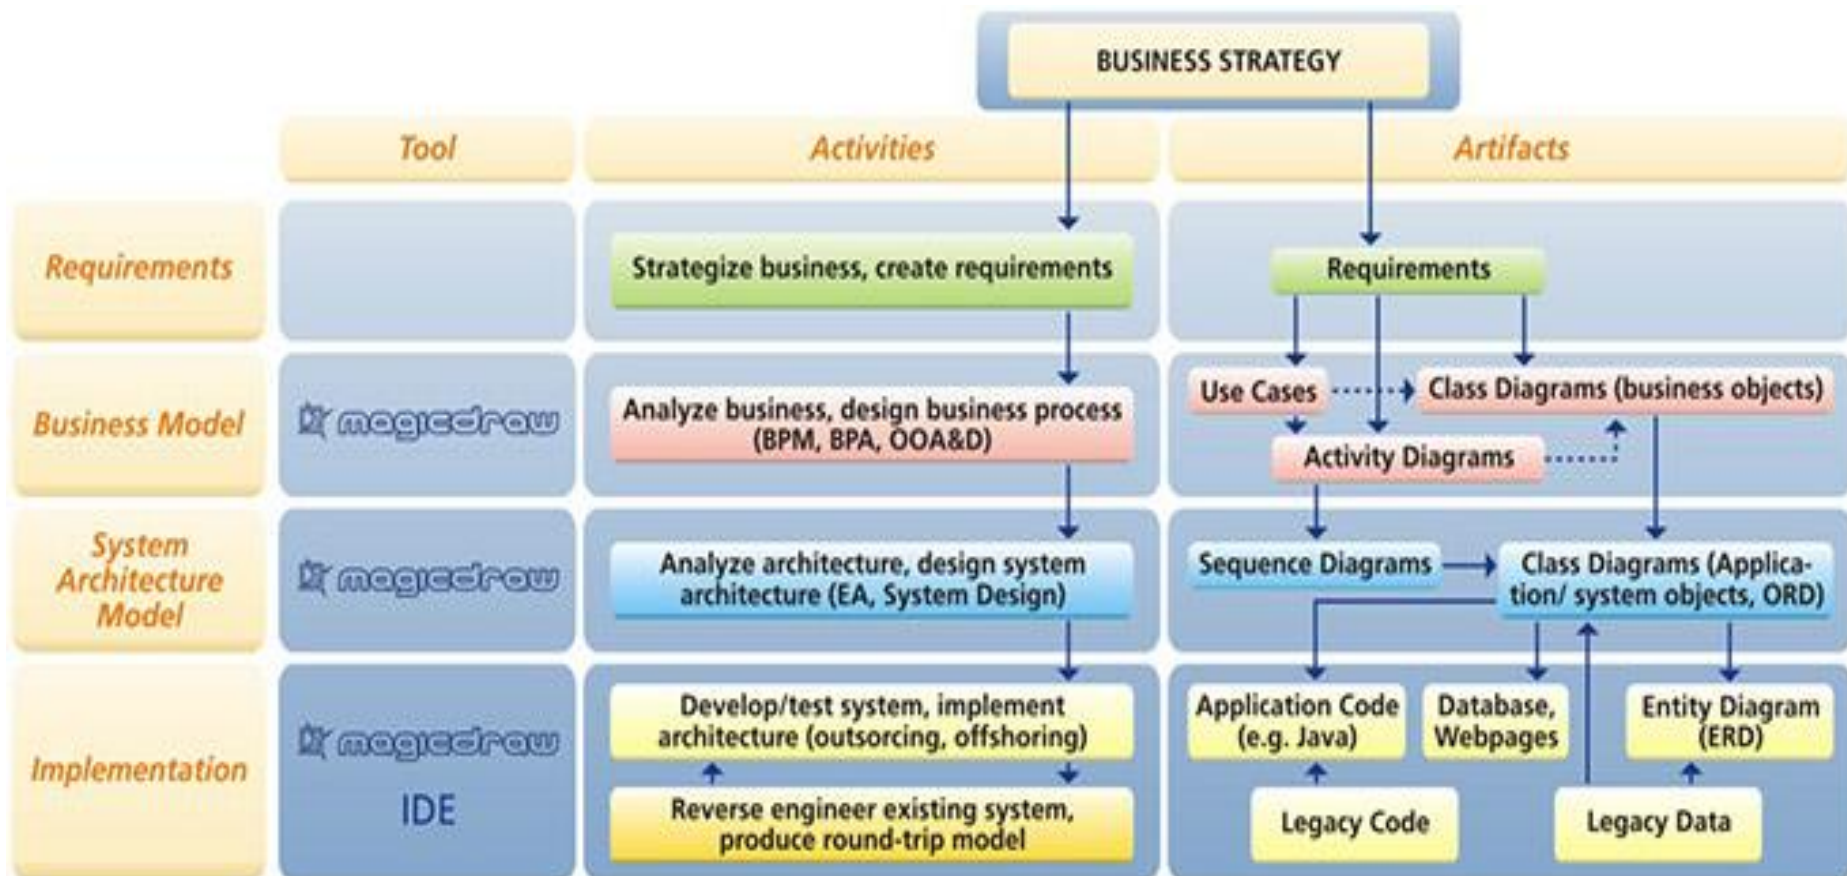 BUSINESS STRATEGY
Tool
Activities
Artifacts
Requirements
Strategize business, create requirements
Requirements
Business Model
magicdraw
Analyze business, design business process
(BPM, BPA, OOA&D)
Use Cases
Class Diagrams (business objects)
Activity Diagrams
System
Architecture
Model
magicdraw
Analyze architecture, design system
architecture (EA, System Design)
Sequence Diagrams
Class Diagrams (Applica-
tion/ system objects, ORD)
Implementation
magicdraw
IDE
Develop/test system, implement
architecture (outsorcing, offshoring)
Reverse engineer existing system,
produce round-trip model
Application Code
(e.g. Java)
Database,
Webpages
Entity Diagram
(ERD)
Legacy Code
Legacy Data